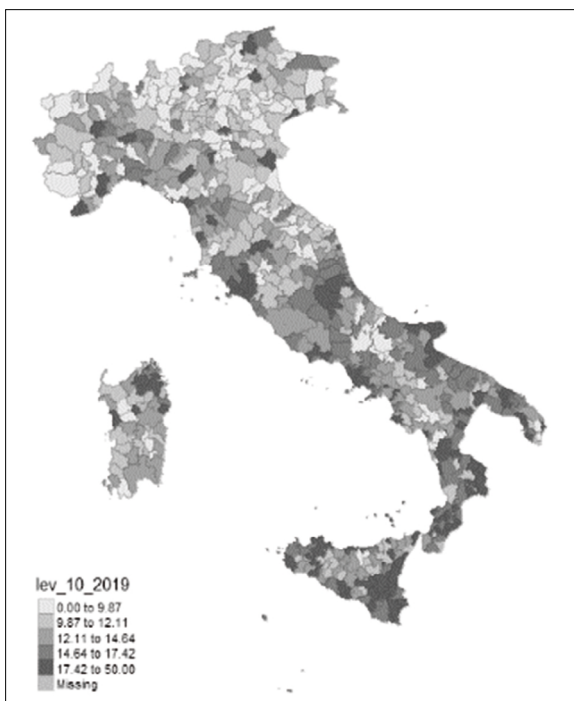 lev_10_2019
0.00 to 9.87
9.87 to 12.11
12.11 to 14.64
14.64 to 17.42
17.42 to 50.00
Missing